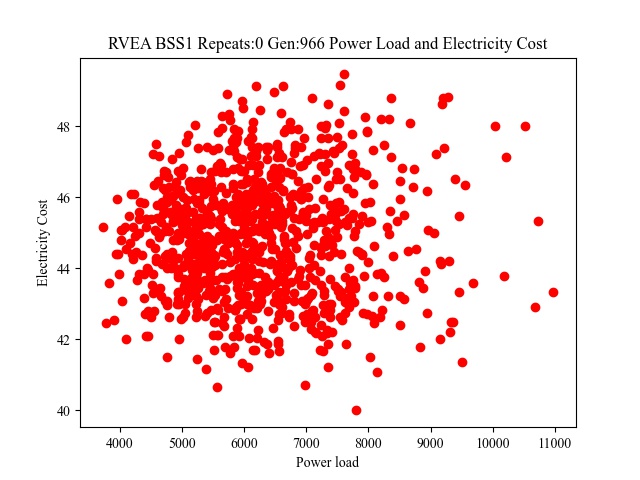 RVEA BSS1 Repeats:0 Gen:966 Power Load and Electricity Cost
Electricity Cost
48
46
44
42
40
4000 5000 6000 7000 8000 9000 10000 11000
Power load